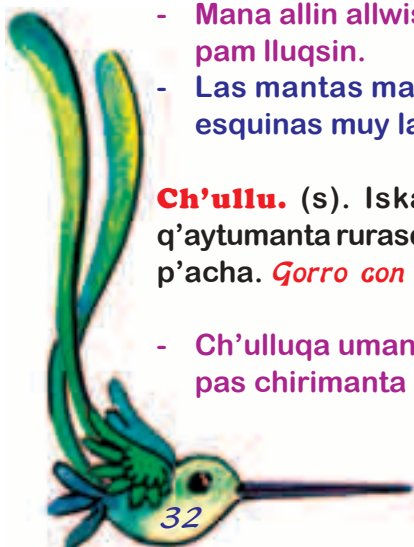 - Mana allin allwis
pam lluqsin.
- Las mantas ma
esquinas muy la
Ch’ullu. (s). Iska
q’aytumanta ruras
p’acha. Gorro con
- Ch’ulluqa uman
pas chirimanta
32